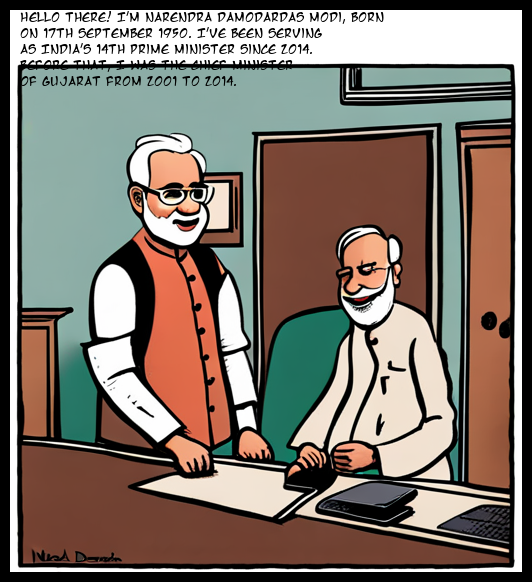 HELLO THERE! I'M NARENDRA DAMODARDAS MODI, BORN
ON 17TH SEPTEMBER 1950. I'VE BEEN SERVING
AS INDIA'S 14TH PRIME MINISTER SINCE 2014.
BEFORE THAT, I WAS THE CHIEF MINISTER
OF GUJARAT FROM 2001 TO 2014.